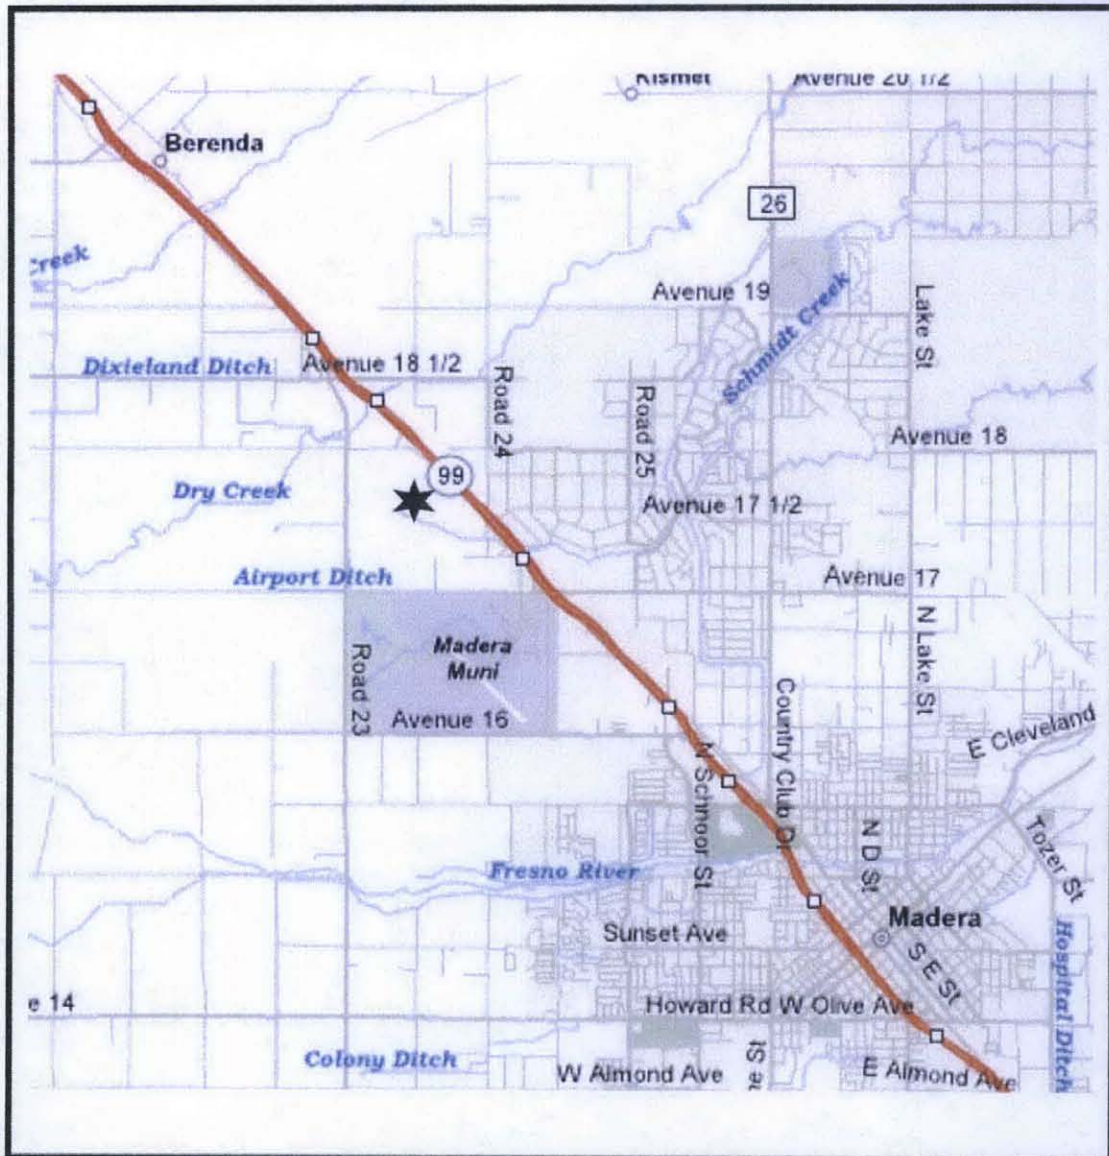 Kismet
Avenue 20 1/2
Berenda
26
Creek
Avenue 19
Lake St
Schmidt Creek
Dixieland Ditch
Avenue 18 1/2
Road 24
Road 25
Avenue 18
99
Dry Creek
Avenue 17 1/2
Airport Ditch
Avenue 17
Madera
Muni
N Lake St
Road 23
Avenue 16
Country Club Dr
E Cleveland
N Schnoor St
N D St
Tozer St
Fresno River
Madera
Sunset Ave
S E St
Hospital Ditch
e 14
Howard Rd
W Olive Ave
Colony Ditch
W Almond Ave
E Almond Ave